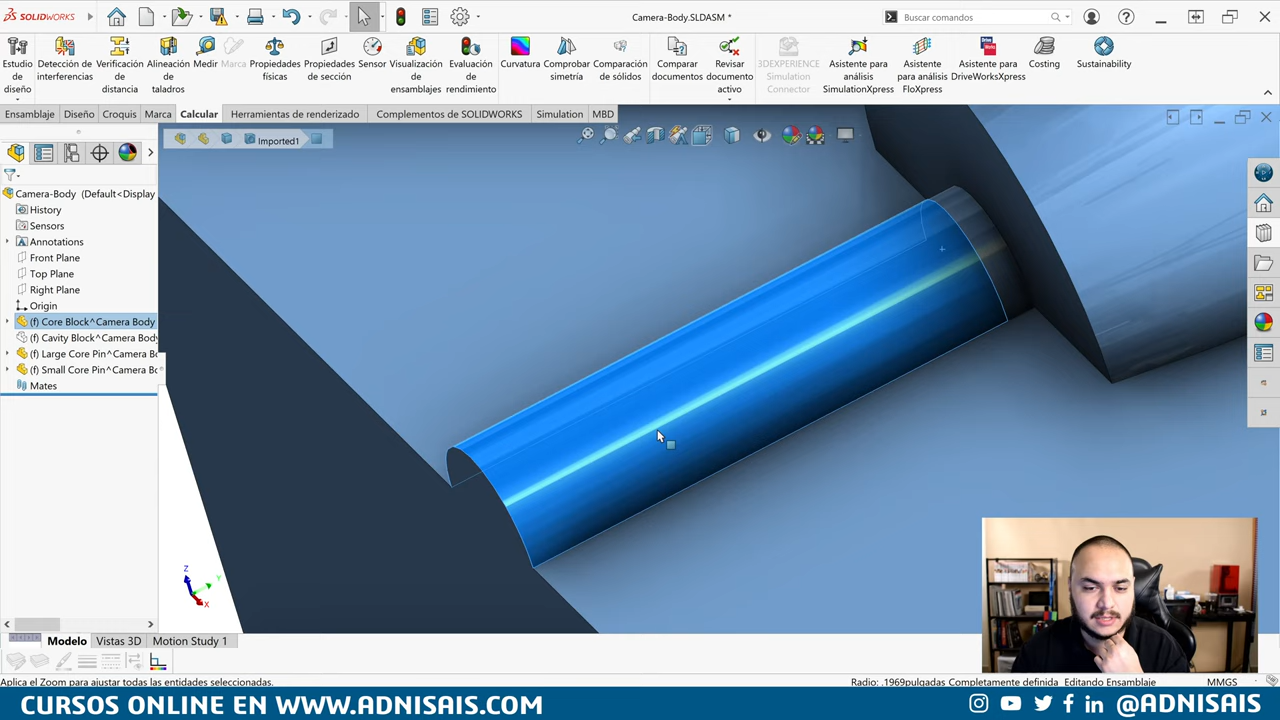 SOLIDWORKS
Camera-Body.SLDASM *
Buscar comandos
Estudio de diseño
Detección de interferencias
Verificación de distancia
Alineación de taladros
Medir
Marca
Propiedades físicas
Propiedades de sección
Sensor
Visualización de ensamblajes
Evaluación de rendimiento
Curvatura
Comprobar simetría
Comparación de sólidos
Comparar documentos
Revisar documento activo
3DEXPERIENCE Simulation Connector
Asistente para análisis SimulationXpress
Asistente para análisis FloXpress
Asistente para DriveWorksXpress
Costing
Sustainability
Ensamblaje
Diseño
Croquis
Marca
Calcular
Herramientas de renderizado
Complementos de SOLIDWORKS
Simulation
MBD
Imported1
Camera-Body (Default<Display
History
Sensors
Annotations
Front Plane
Top Plane
Right Plane
Origin
(f) Core Block^Camera Body
(f) Cavity Block^Camera Body
(f) Large Core Pin^Camera Bo
(f) Small Core Pin^Camera Bo
Mates
Z
Y
X
Modelo
Vistas 3D
Motion Study 1
Aplica el Zoom para ajustar todas las entidades seleccionadas.
Radio: .1969pulgadas
Completamente definida
Editando Ensamblaje
MMGS
CURSOS ONLINE EN WWW.ADNISAIS.COM
@ADNISAIS